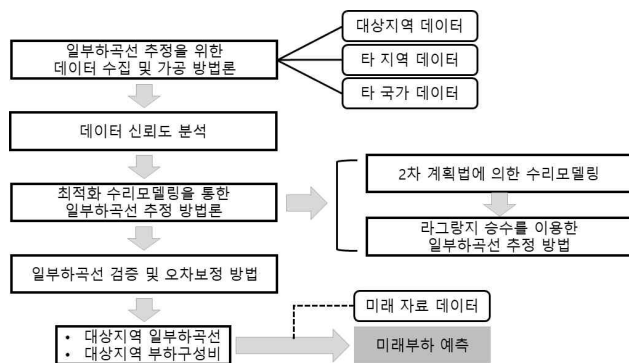 일부하곡선 추정을 위한
데이터 수집 및 가공 방법론
대상지역 데이터
타 지역 데이터
타 국가 데이터
데이터 신뢰도 분석
최적화 수리모델링을 통한
일부하곡선 추정 방법론
2차 계획법에 의한 수리모델링
라그랑지 승수를 이용한
일부하곡선 추정 방법
일부하곡선 검증 및 오차보정 방법
• 대상지역 일부하곡선
• 대상지역 부하구성비
미래 자료 데이터
미래부하 예측